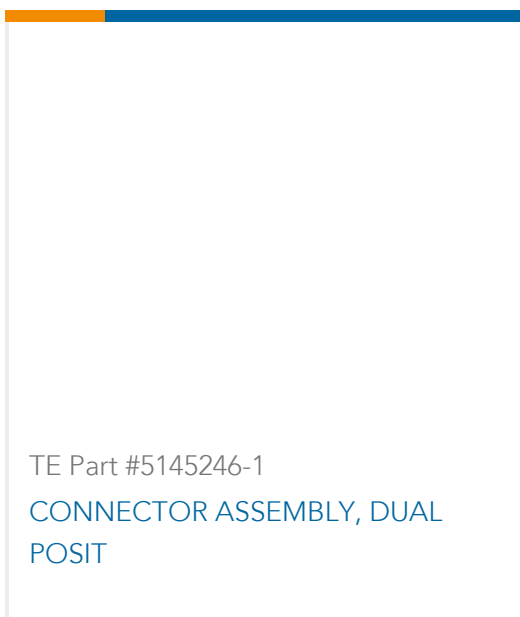 TE Part #5145246-1
CONNECTOR ASSEMBLY, DUAL
POSIT